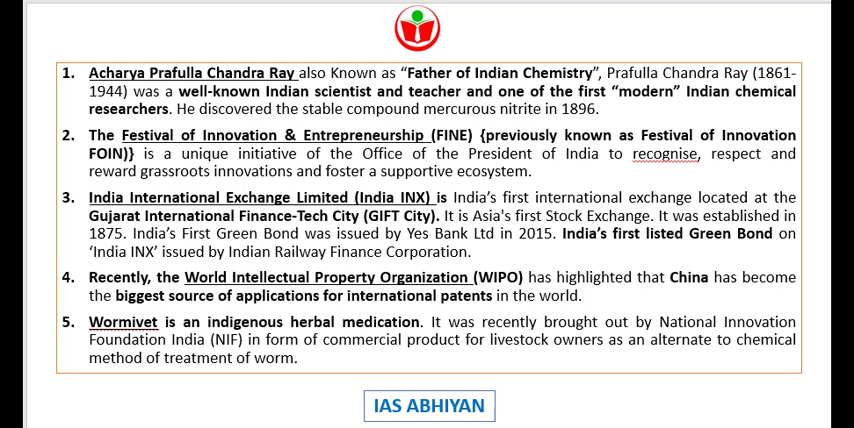 1. Acharya Prafulla Chandra Ray also Known as “Father of Indian Chemistry”, Prafulla Chandra Ray (1861-
1944) was a well-known Indian scientist and teacher and one of the first “modern” Indian chemical
researchers. He discovered the stable compound mercurous nitrite in 1896.
2. The Festival of Innovation & Entrepreneurship (FINE) {previously known as Festival of Innovation
FOIN)} is a unique initiative of the Office of the President of India to recognise, respect and
reward grassroots innovations and foster a supportive ecosystem.
3. India International Exchange Limited (India INX) is India’s first international exchange located at the
Gujarat International Finance-Tech City (GIFT City). It is Asia's first Stock Exchange. It was established in
1875. India’s First Green Bond was issued by Yes Bank Ltd in 2015. India’s first listed Green Bond on
‘India INX’ issued by Indian Railway Finance Corporation.
4. Recently, the World Intellectual Property Organization (WIPO) has highlighted that China has become
the biggest source of applications for international patents in the world.
5. Wormivet is an indigenous herbal medication. It was recently brought out by National Innovation
Foundation India (NIF) in form of commercial product for livestock owners as an alternate to chemical
method of treatment of worm.
IAS ABHIYAN